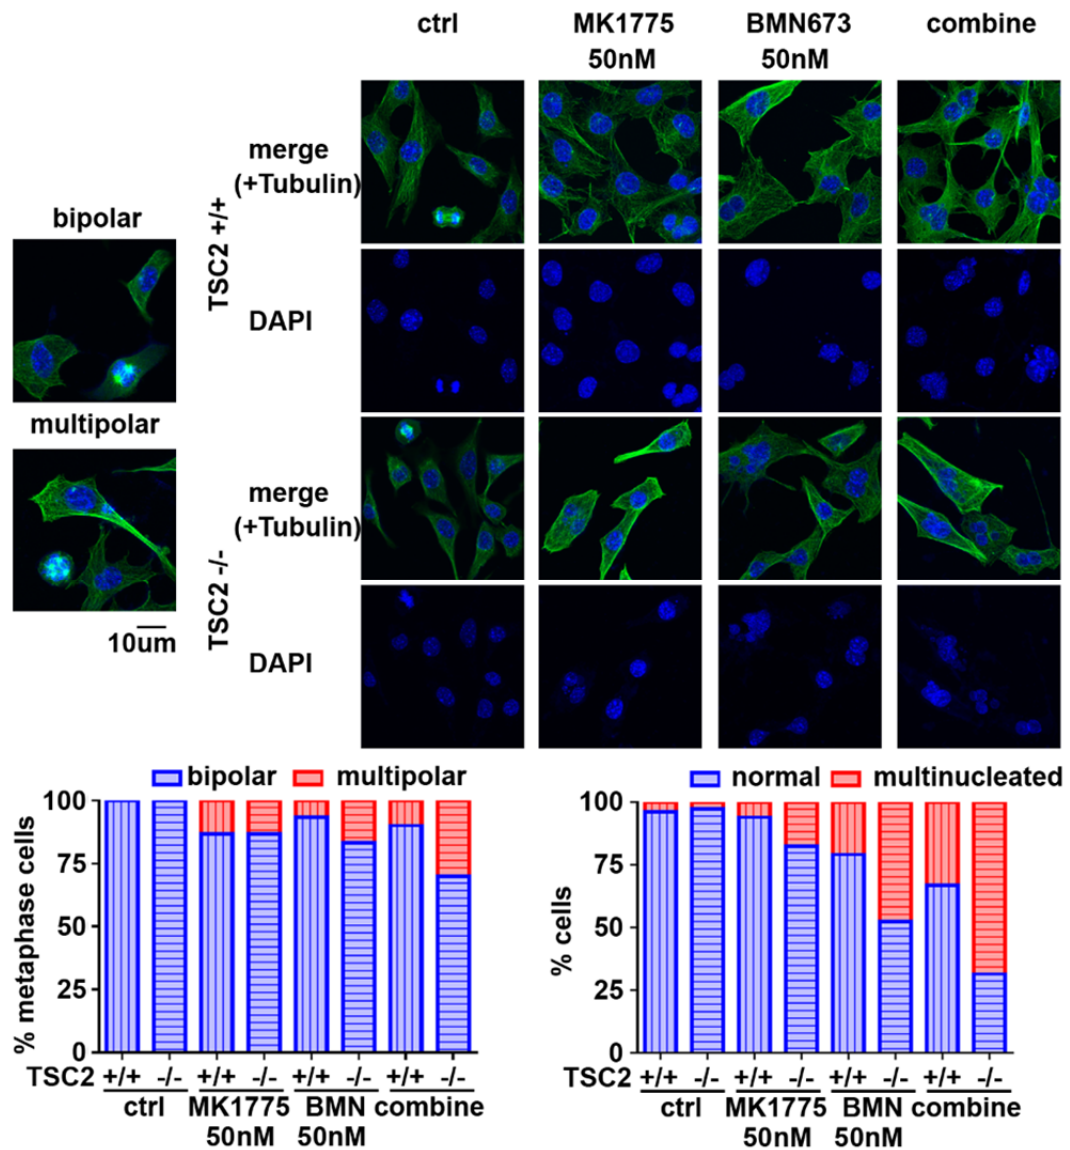 ctrl MK1775 BMN673 combine
50nM 50nM
merge
(+Tubulin)
TSC2 +/+
DAPI
bipolar
multipolar
10um
merge
(+Tubulin)
TSC2 -/-
DAPI
bipolar multipolar
% metaphase cells
100
75
50
25
0
TSC2 +/+ -/- +/+ -/- +/+ -/- +/+ -/-
ctrl MK1775 BMN combine
50nM 50nM
normal multinucleated
% cells
100
75
50
25
0
TSC2 +/+ -/- +/+ -/- +/+ -/- +/+ -/-
ctrl MK1775 BMN combine
50nM 50nM